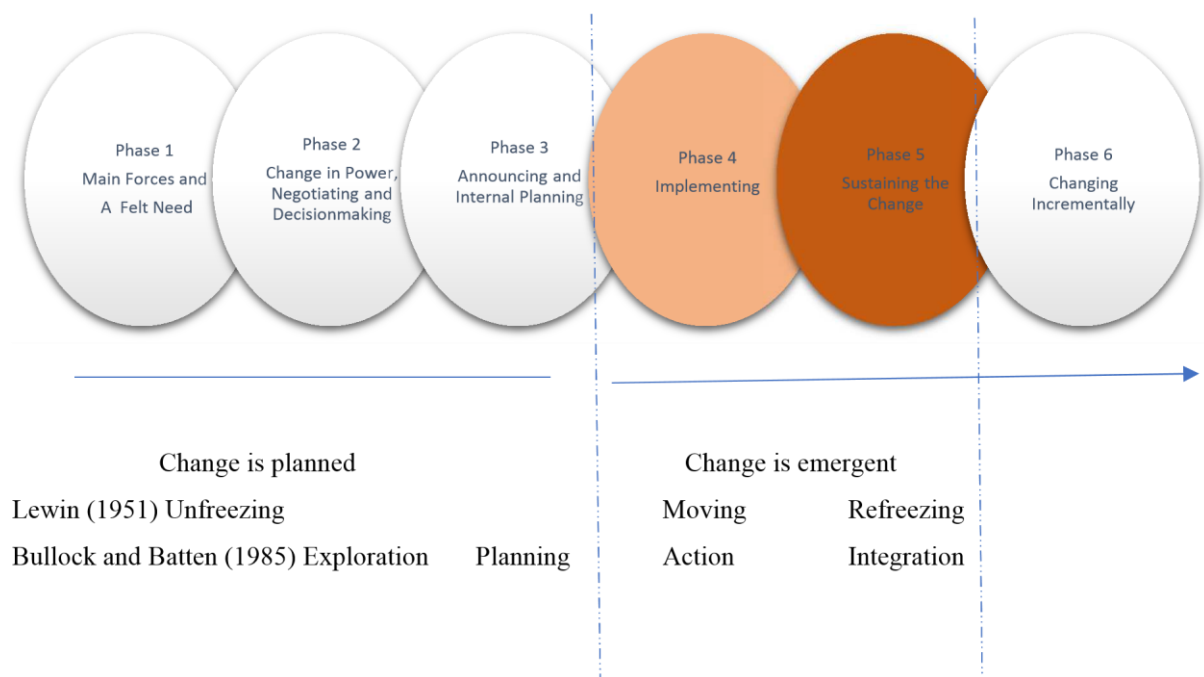 Phase 1
Main Forces and
A Felt Need
Phase 2
Change in Power,
Negotiating and
Decisionmaking
Phase 3
Announcing and
Internal Planning
Phase 4
Implementing
Phase 5
Sustaining the
Change
Phase 6
Changing
Incrementally
Change is planned
Change is emergent
Lewin (1951) Unfreezing
Moving
Refreezing
Bullock and Batten (1985) Exploration
Planning
Action
Integration